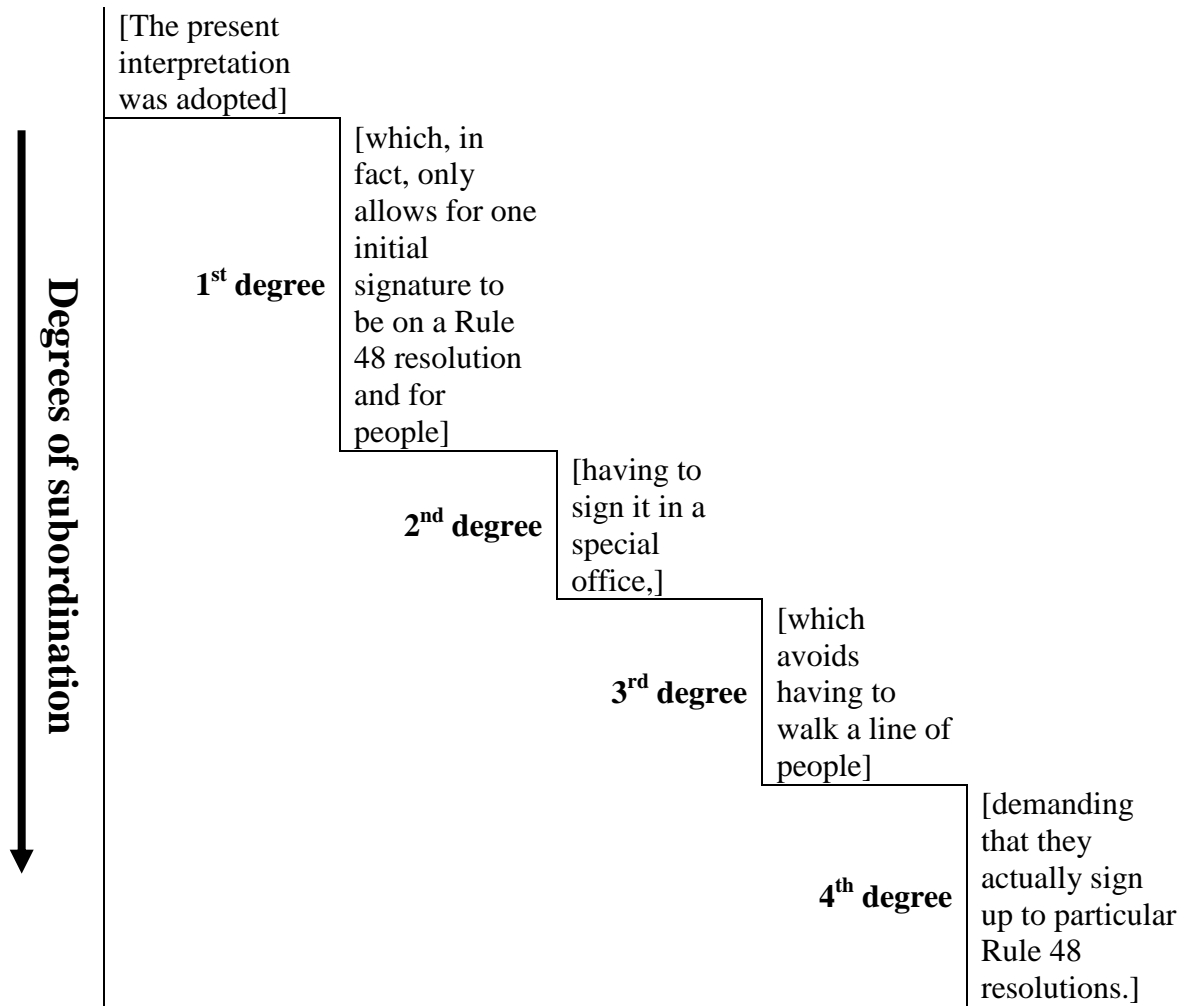 [The present
interpretation
was adopted]
Degrees of subordination
1st degree
[which, in
fact, only
allows for one
initial
signature to
be on a Rule
48 resolution
and for
people]
2nd degree
[having to
sign it in a
special
office,]
3rd degree
[which
avoids
having to
walk a line of
people]
4th degree
[demanding
that they
actually sign
up to particular
Rule 48
resolutions.]